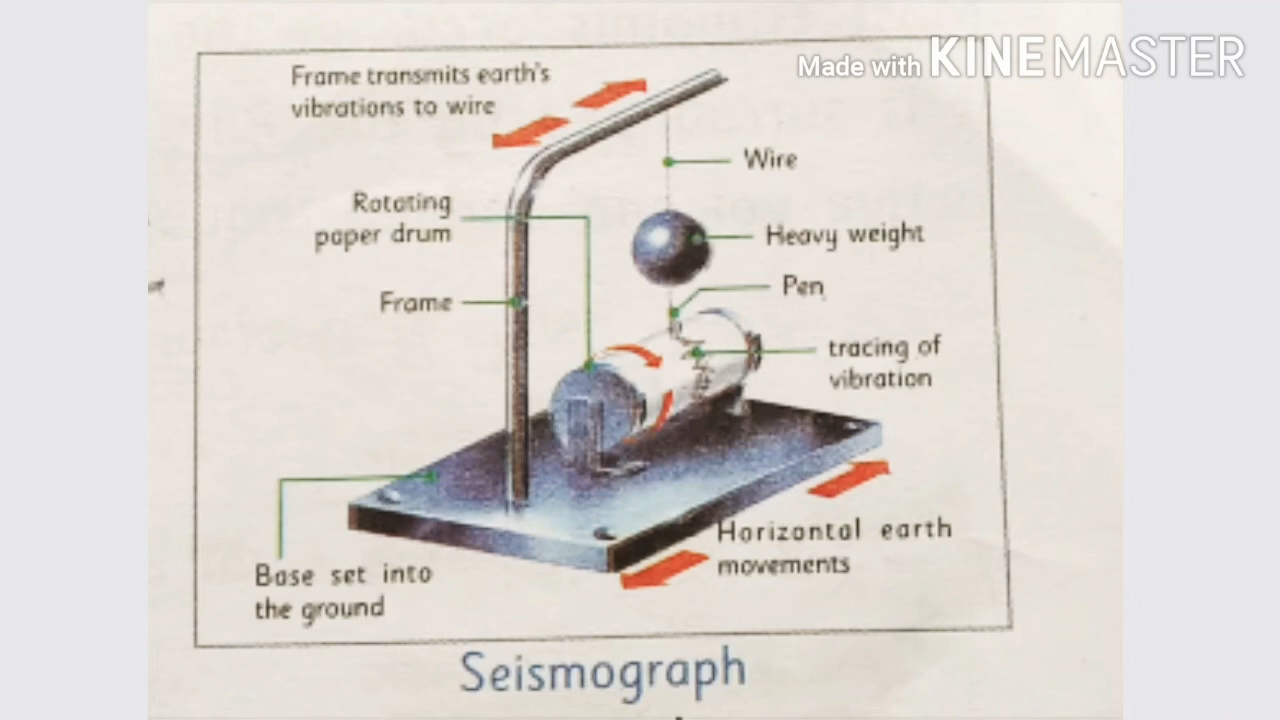 Made with KINEMASTER
Frame transmits earth's
vibrations to wire
Wire
Rotating
paper drum
Heavy weight
Pen
Frame
tracing of
vibration
Horizontal earth
movements
Base set into
the ground
Seismograph